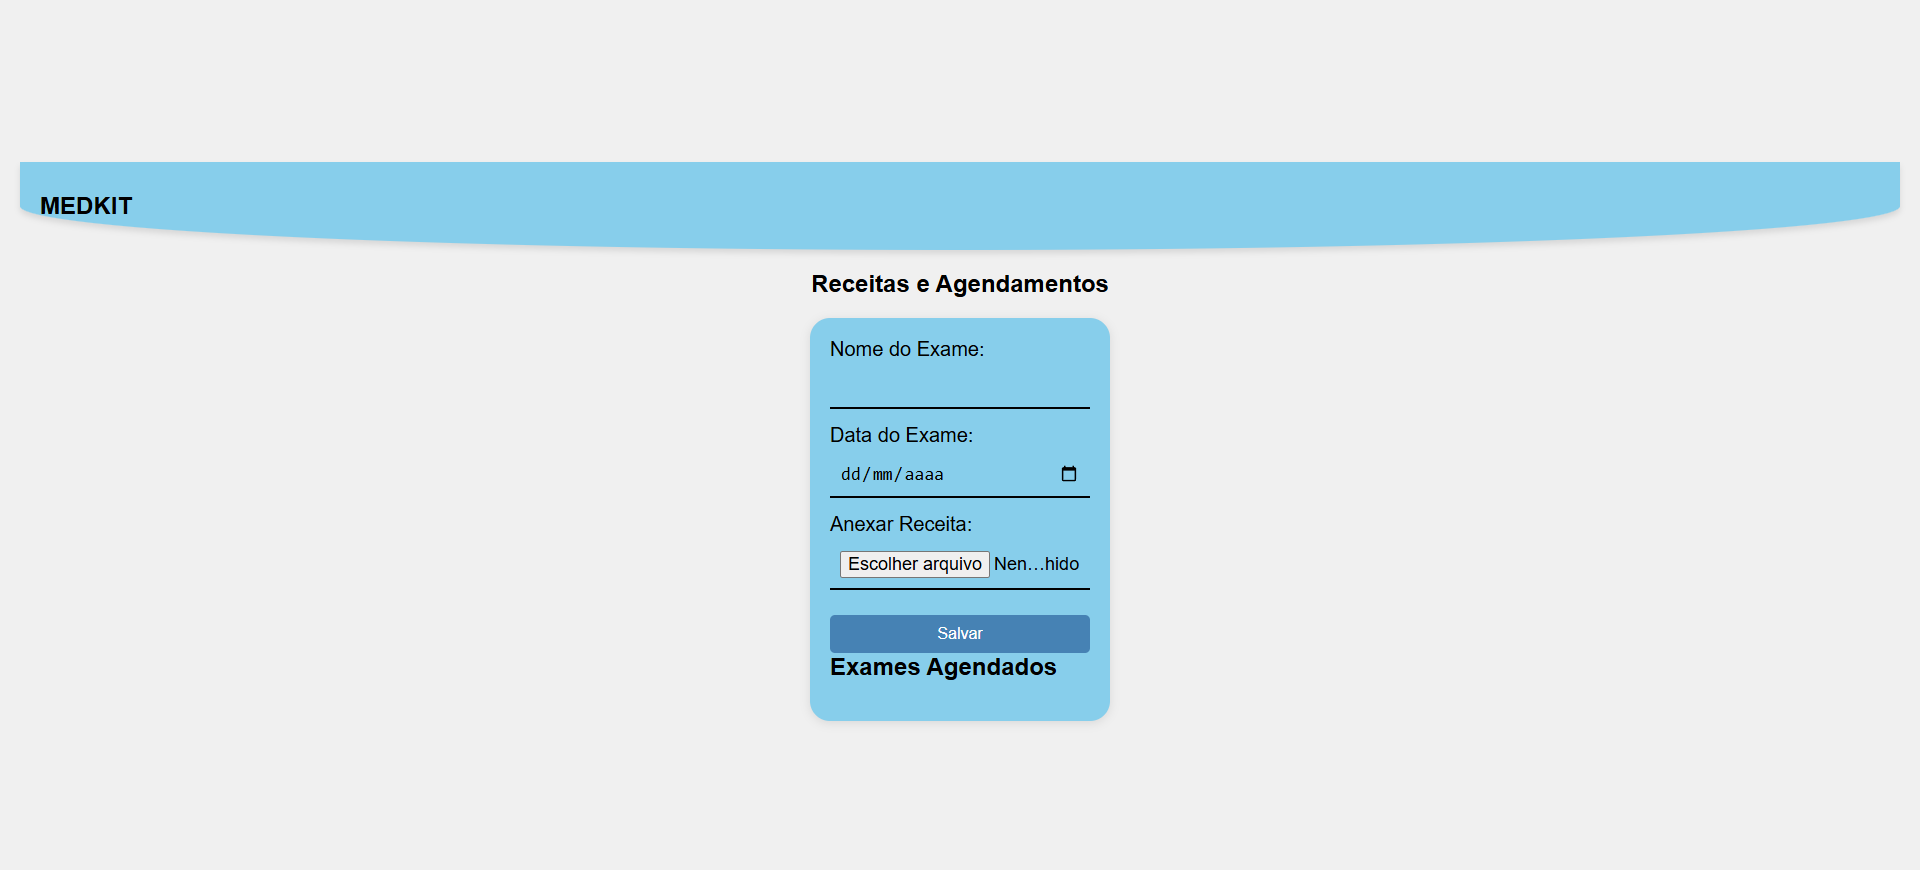 MEDKIT
Receitas e Agendamentos
Nome do Exame:
Data do Exame:
dd/mm/aaaa
Anexar Receita:
Escolher arquivo Nen…hido
Salvar
Exames Agendados